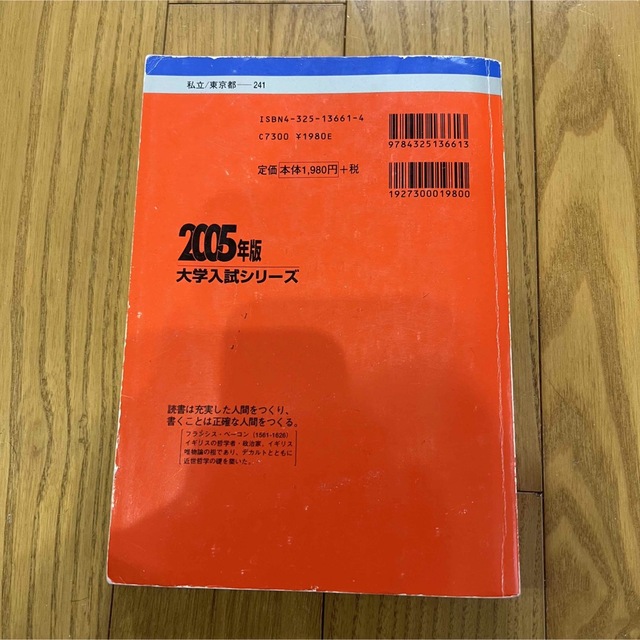 私立/東京都——241
ISBN4-325-13661-4
C7300 ¥1980E
定価 本体1,980円+税
9784325136613
1927300019800
2005年版
大学入試シリーズ
読書は充実した人間をつくり、
書くことは正確な人間をつくる。
フランシス・ベーコン(1561-1626)
イギリスの哲学者・政治家。イギリス
唯物論の祖であり、デカルトとともに
近世哲学の礎を磨いた。